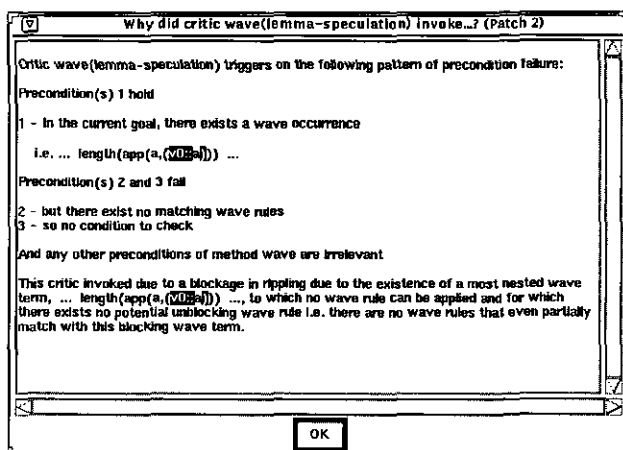 Why did critic wave(lemma-speculation) invoke...? (Patch 2)
Critic wave(lemma-speculation) triggers on the following pattern of precondition failure:
Precondition(s) 1 hold
1 - In the current goal, there exists a wave occurrence
i.e. ... length(app(a,(v0::a))) ...
Precondition(s) 2 and 3 fail
2 - but there exist no matching wave rules
3 - so no condition to check
And any other preconditions of method wave are irrelevant
This critic invoked due to a blockage in rippling due to the existence of a most nested wave
term, ... length(app(a,(v0::a))) ..., to which no wave rule can be applied and for which
there exists no potential unblocking wave rule i.e. there are no wave rules that even partially
match with this blocking wave term.
OK